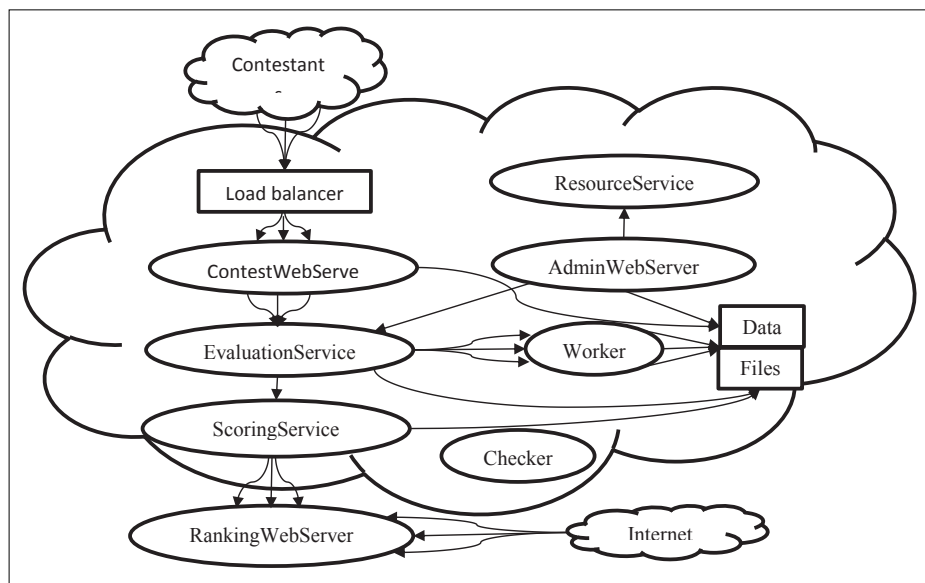 Contestant
Load balancer
ResourceService
ContestWebServe
AdminWebServer
Data
EvaluationService
Worker
Files
ScoringService
Checker
RankingWebServer
Internet